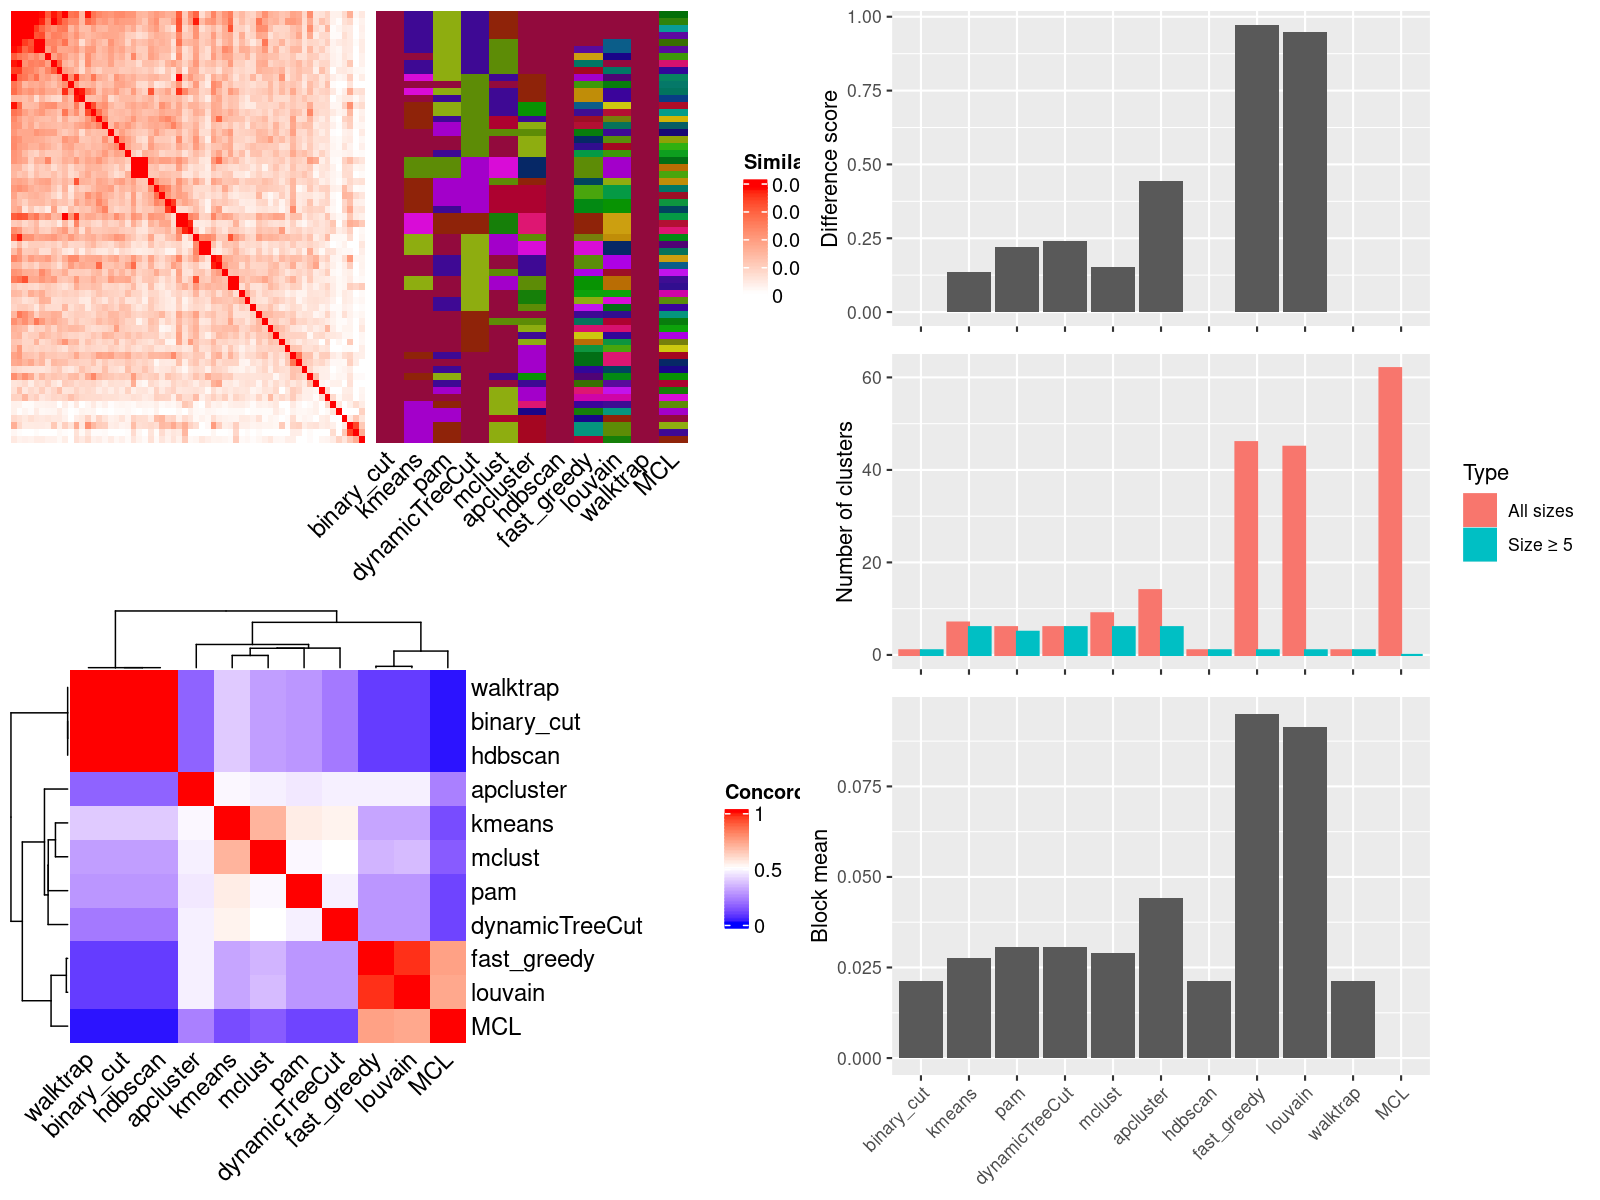 Simila
0.0
0.0
0.0
0.0
0
binary_cut
kmeans
pam
dynamicTreeCut
mclust
apcluster
hdbscan
fast_greedy
louvain
walktrap
MCL
walktrap
binary_cut
hdbscan
apcluster
kmeans
mclust
pam
dynamicTreeCut
fast_greedy
louvain
MCL
walktrap
binary_cut
hdbscan
apcluster
kmeans
mclust
pam
dynamicTreeCut
fast_greedy
louvain
MCL
Concord
1
0.5
0
Difference score
1.00
0.75
0.50
0.25
0.00
Number of clusters
60
40
20
0
Type
All sizes
Size ≥ 5
Block mean
0.075
0.050
0.025
0.000
binary_cut
kmeans
pam
dynamicTreeCut
mclust
apcluster
hdbscan
fast_greedy
louvain
walktrap
MCL